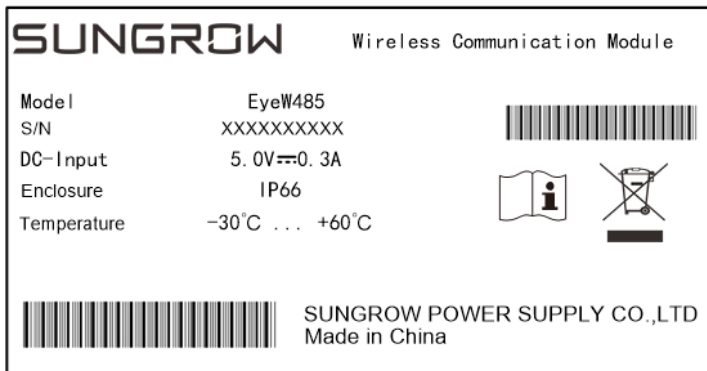 SUNGROW Wireless Communication Module
Model EyeW485
S/N XXXXXXXXXX
DC-Input 5.0V⎓0.3A
Enclosure IP66
Temperature -30℃ ... +60℃
i
SUNGROW POWER SUPPLY CO.,LTD
Made in China